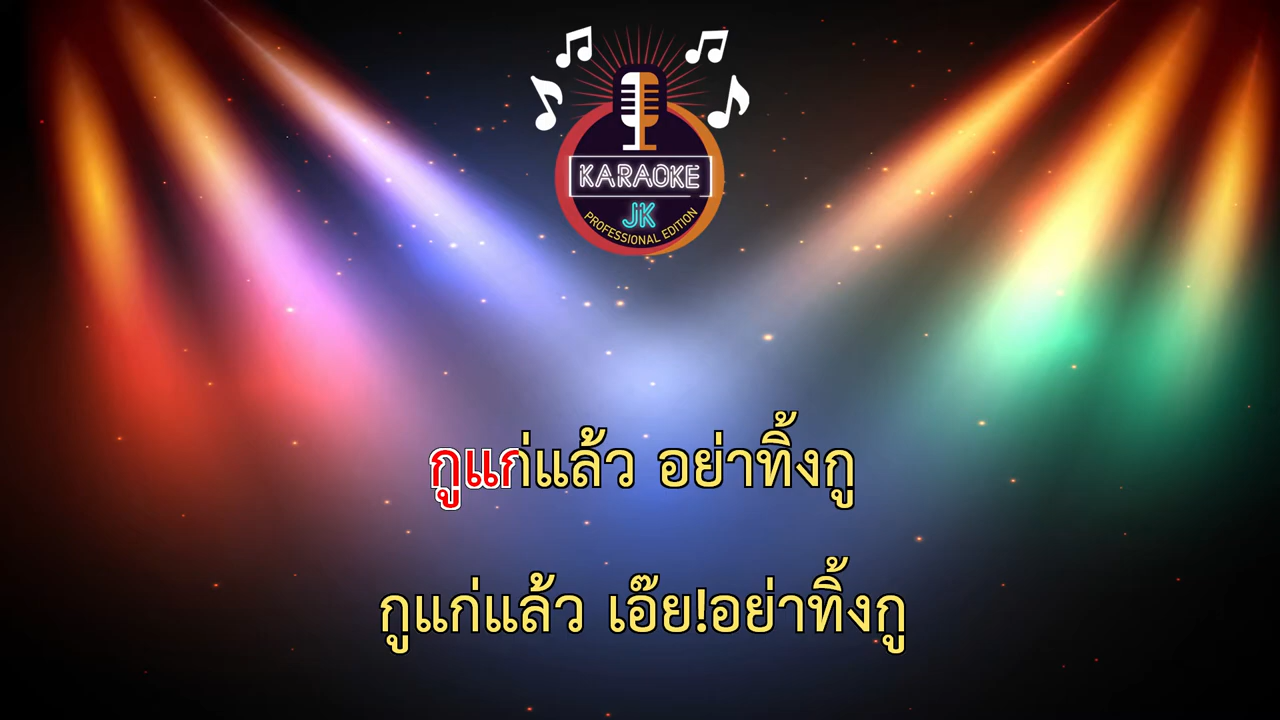 KARAOKE
JK
PROFESSIONAL EDITION
กูแก่แล้ว อย่าทิ้งกู
กูแก่แล้ว เอ๊ย!อย่าทิ้งกู